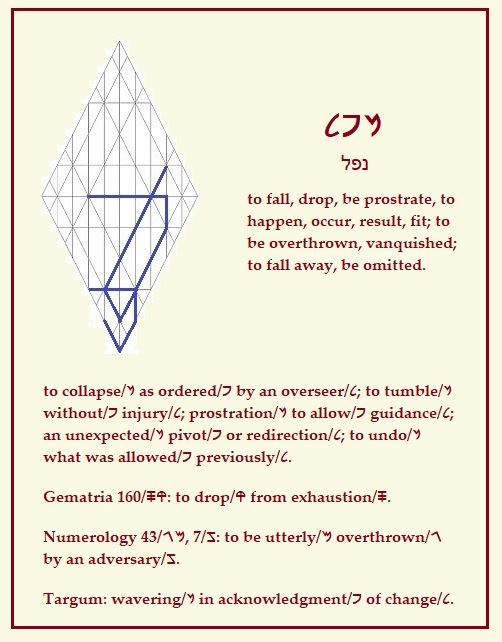 𐤍𐤐𐤋
נפל
to fall, drop, be prostrate, to
happen, occur, result, fit; to
be overthrown, vanquished;
to fall away, be omitted.
to collapse/𐤍 as ordered/𐤐 by an overseer/𐤋; to tumble/𐤍
without/𐤐 injury/𐤋; prostration/𐤍 to allow/𐤐 guidance/𐤋;
an unexpected/𐤍 pivot/𐤐 or redirection/𐤋; to undo/𐤍
what was allowed/𐤐 previously/𐤋.
Gematria 160/𐤒𐤎: to drop/𐤒 from exhaustion/𐤎.
Numerology 43/𐤌𐤂, 7/𐤆: to be utterly/𐤌 overthrown/𐤂
by an adversary/𐤆.
Targum: wavering/𐤍 in acknowledgment/𐤐 of change/𐤋.